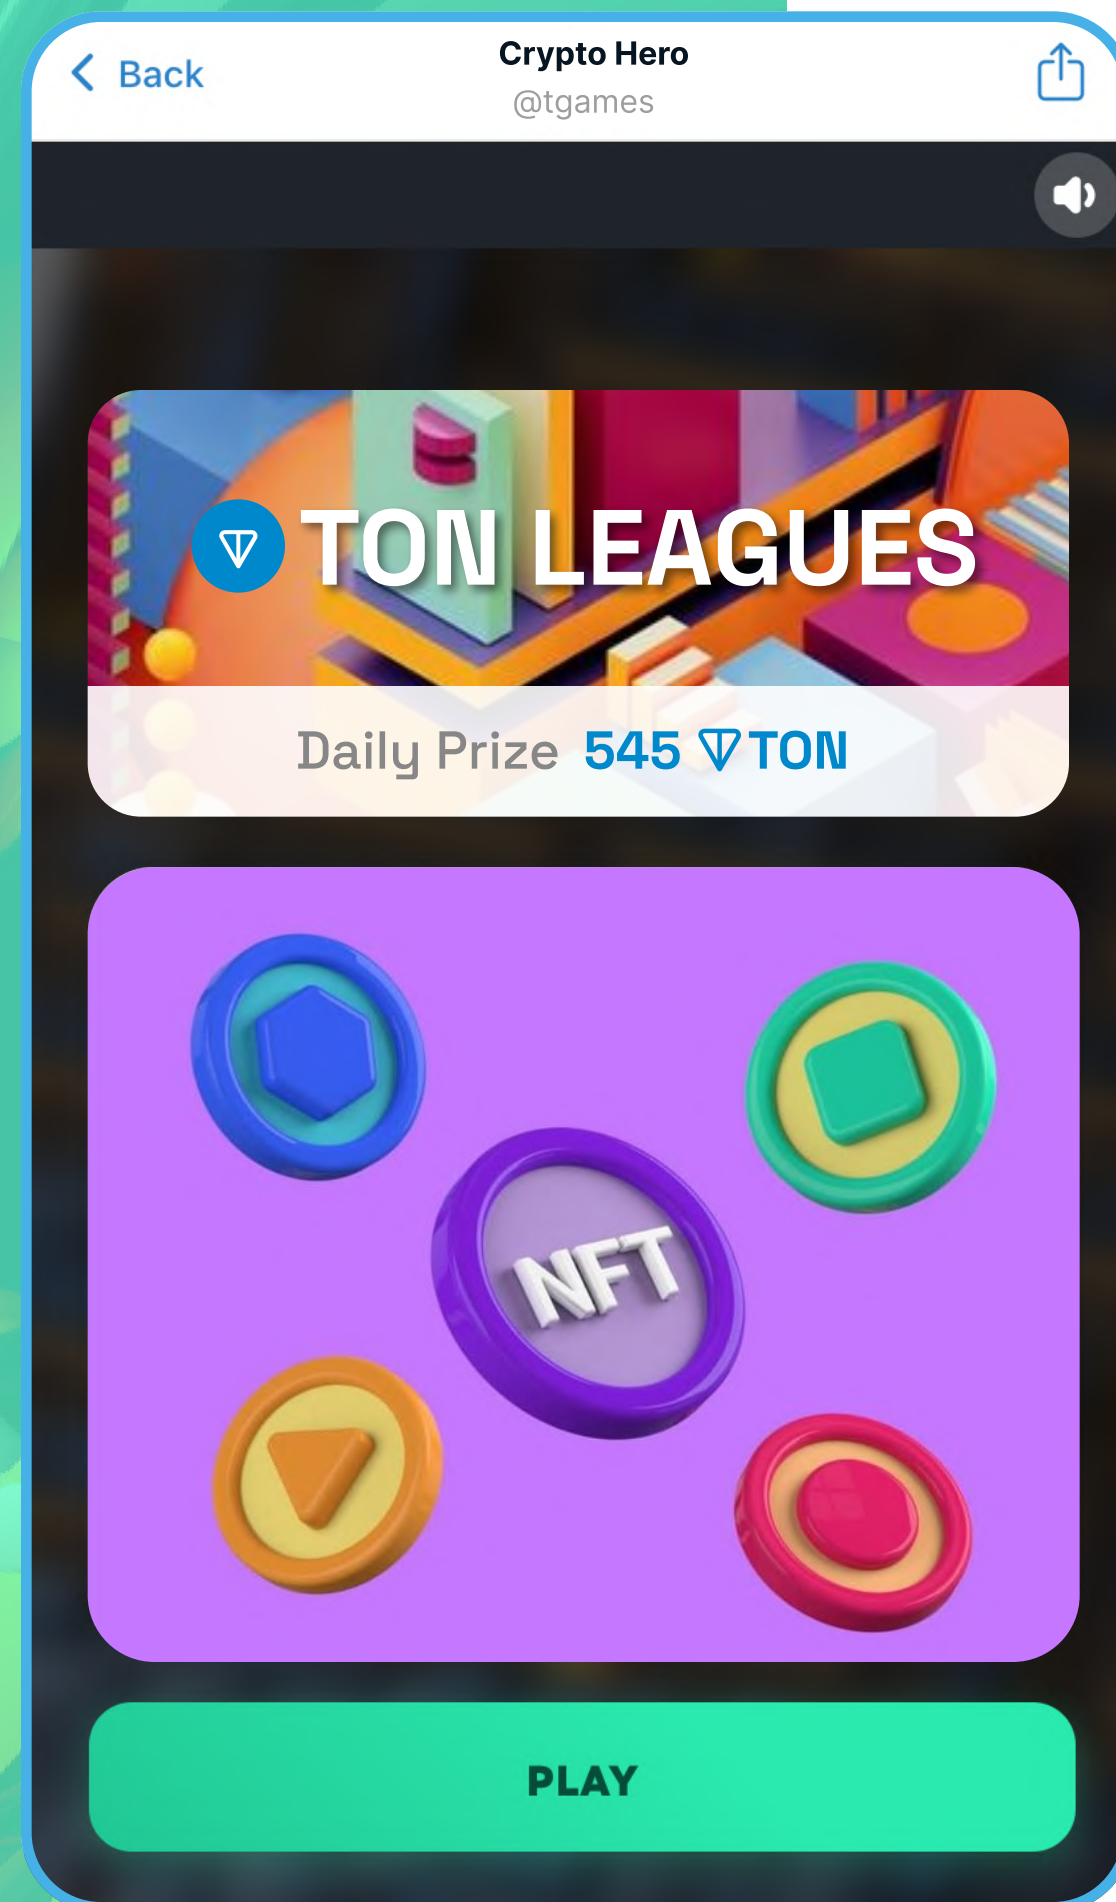 Back
Crypto Hero
@tgames
TON LEAGUES
Daily Prize 545 TON
NFT
PLAY